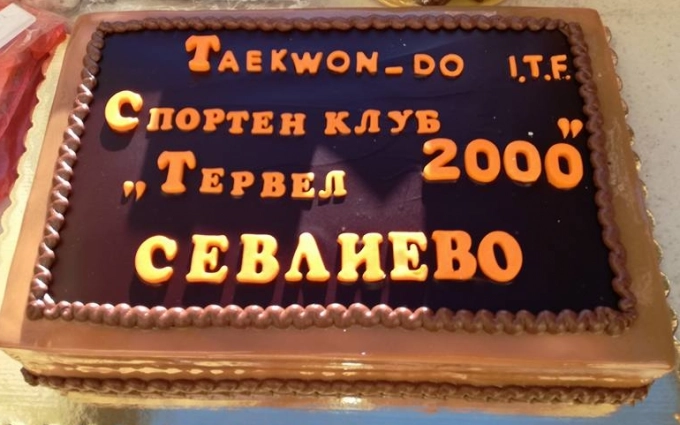 Taekwon-do I.T.F.
Спортен клуб
„Тервел 2000”
СЕВЛИЕВО